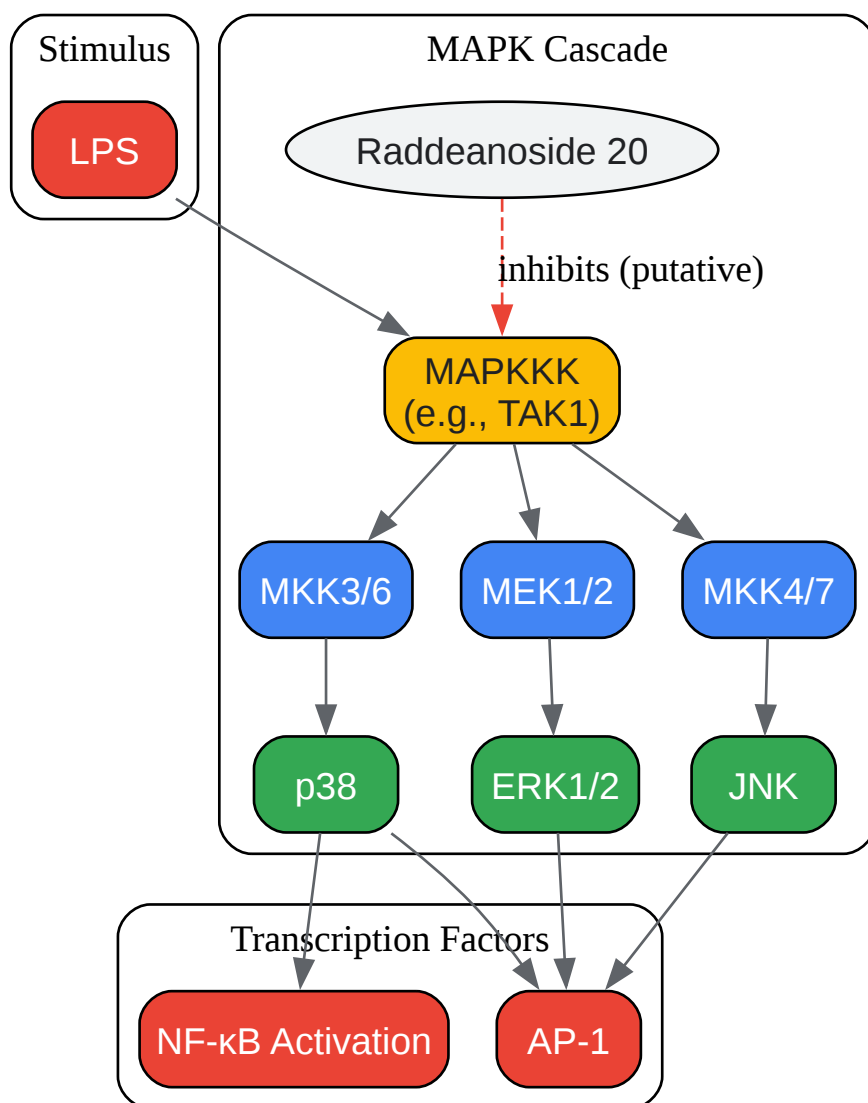 Stimulus
MAPK Cascade
LPS
Raddeanoside 20
inhibits (putative)
MAPKKK
(e.g., TAK1)
MKK3/6
MEK1/2
MKK4/7
p38
ERK1/2
JNK
Transcription Factors
NF-κB Activation
AP-1